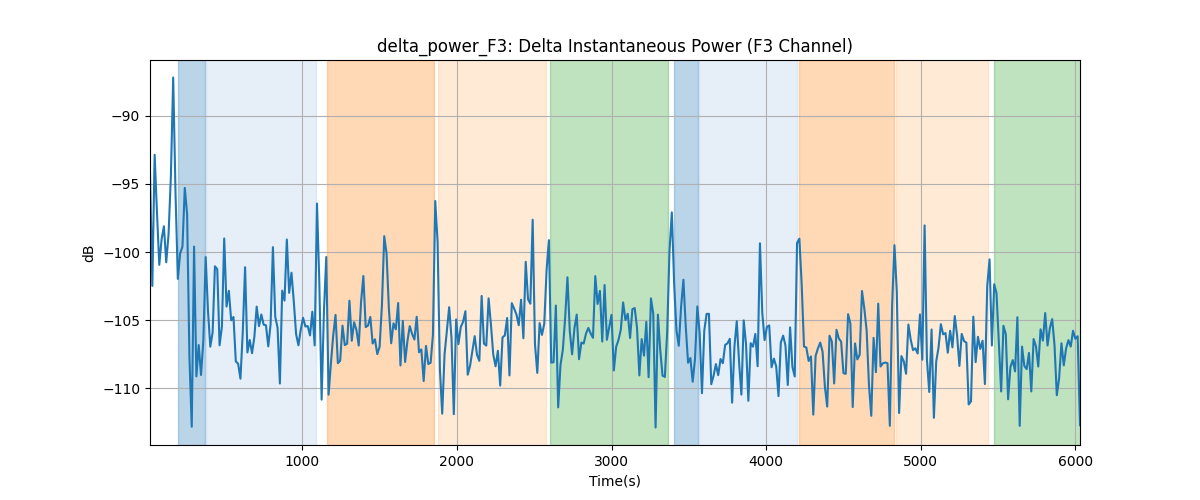 delta_power_F3: Delta Instantaneous Power (F3 Channel)
dB
−90
−95
−100
−105
−110
1000 2000 3000 4000 5000 6000
Time(s)